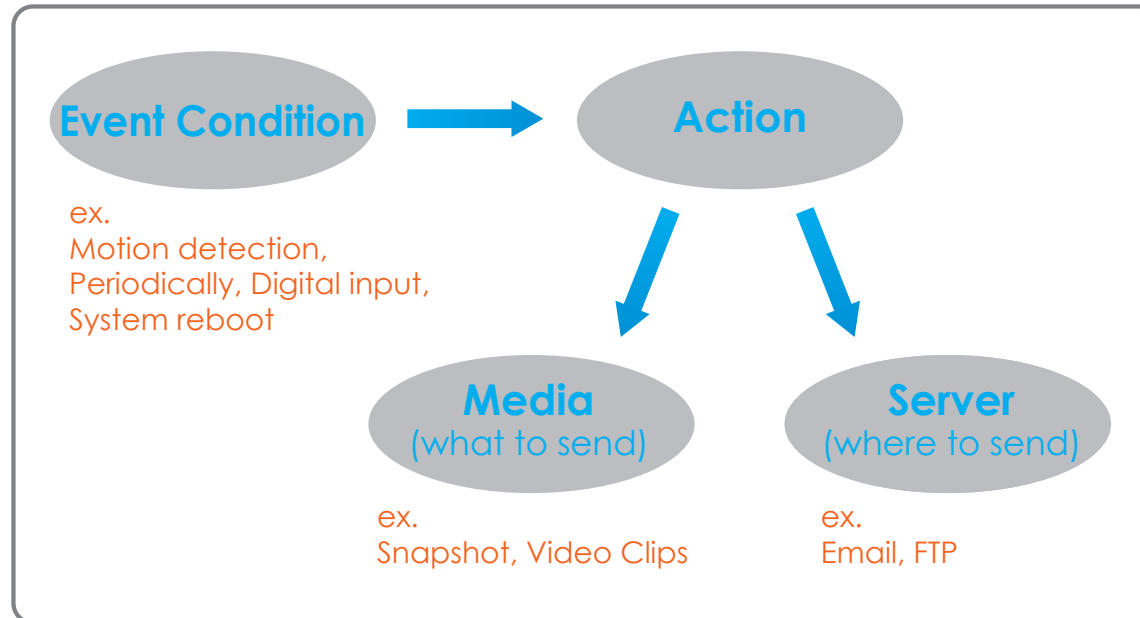 Event Condition
Action
ex.
Motion detection,
Periodically, Digital input,
System reboot
Media
(what to send)
ex.
Snapshot, Video Clips
Server
(where to send)
ex.
Email, FTP